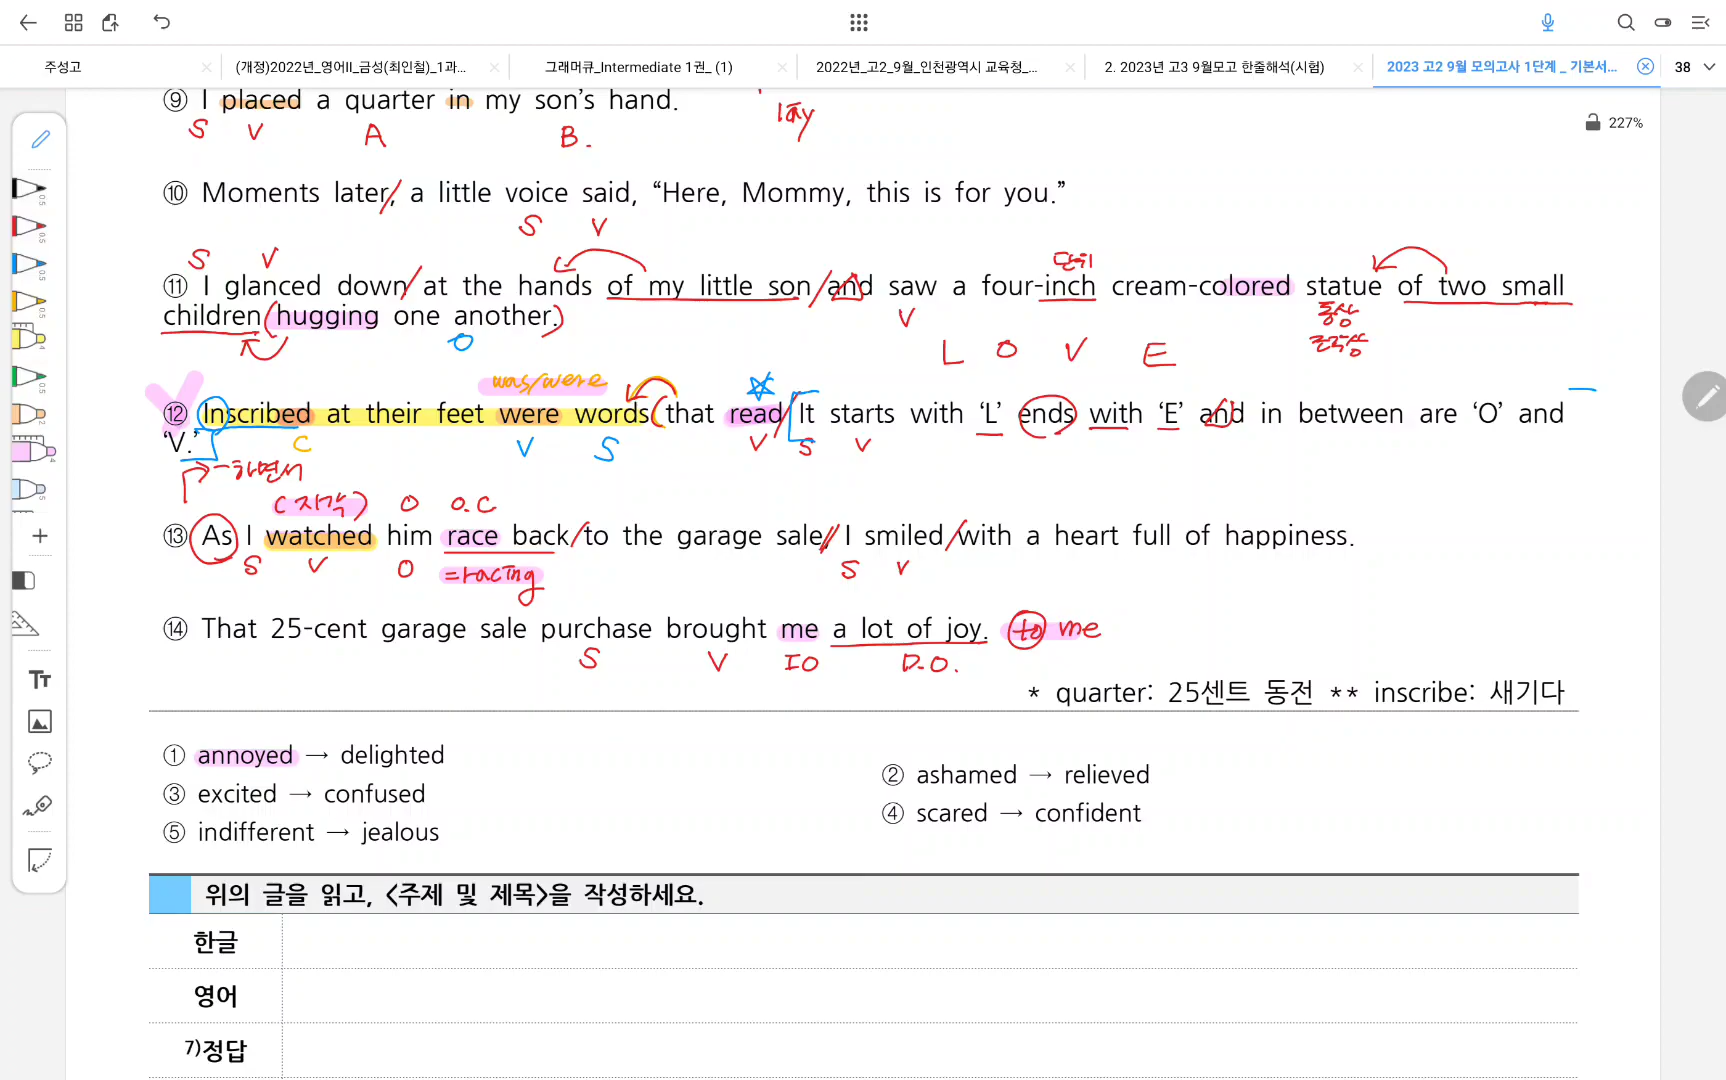 주성고
(개정)2022년_영어II_금성(최인철)_1과...
그래머큐_Intermediate 1권_ (1)
2022년_고2_9월_인천광역시 교육청_...
2. 2023년 고3 9월모고 한줄해석(시험)
2023 고2 9월 모의고사 1단계 _ 기본서...
38
227%
⑨ I placed a quarter in my son's hand.
lay
S V A B.
⑩ Moments later, a little voice said, “Here, Mommy, this is for you.”
S V
S V 단위
⑪ I glanced down at the hands of my little son and saw a four-inch cream-colored statue of two small
V 동상
children hugging one another.
O 조각상
L O V E
was/were
⑫ Inscribed at their feet were words that read It starts with ‘L’ ends with ‘E’ and in between are ‘O’ and
‘V.’
C V S V S V
-하면서
(지각) O O.C
⑬ As I watched him race back to the garage sale, I smiled with a heart full of happiness.
S V O =racing S V
⑭ That 25-cent garage sale purchase brought me a lot of joy. to me
S V IO D.O.
* quarter: 25센트 동전 ** inscribe: 새기다
① annoyed → delighted
② ashamed → relieved
③ excited → confused
④ scared → confident
⑤ indifferent → jealous
위의 글을 읽고, <주제 및 제목>을 작성하세요.
한글
영어
7)정답